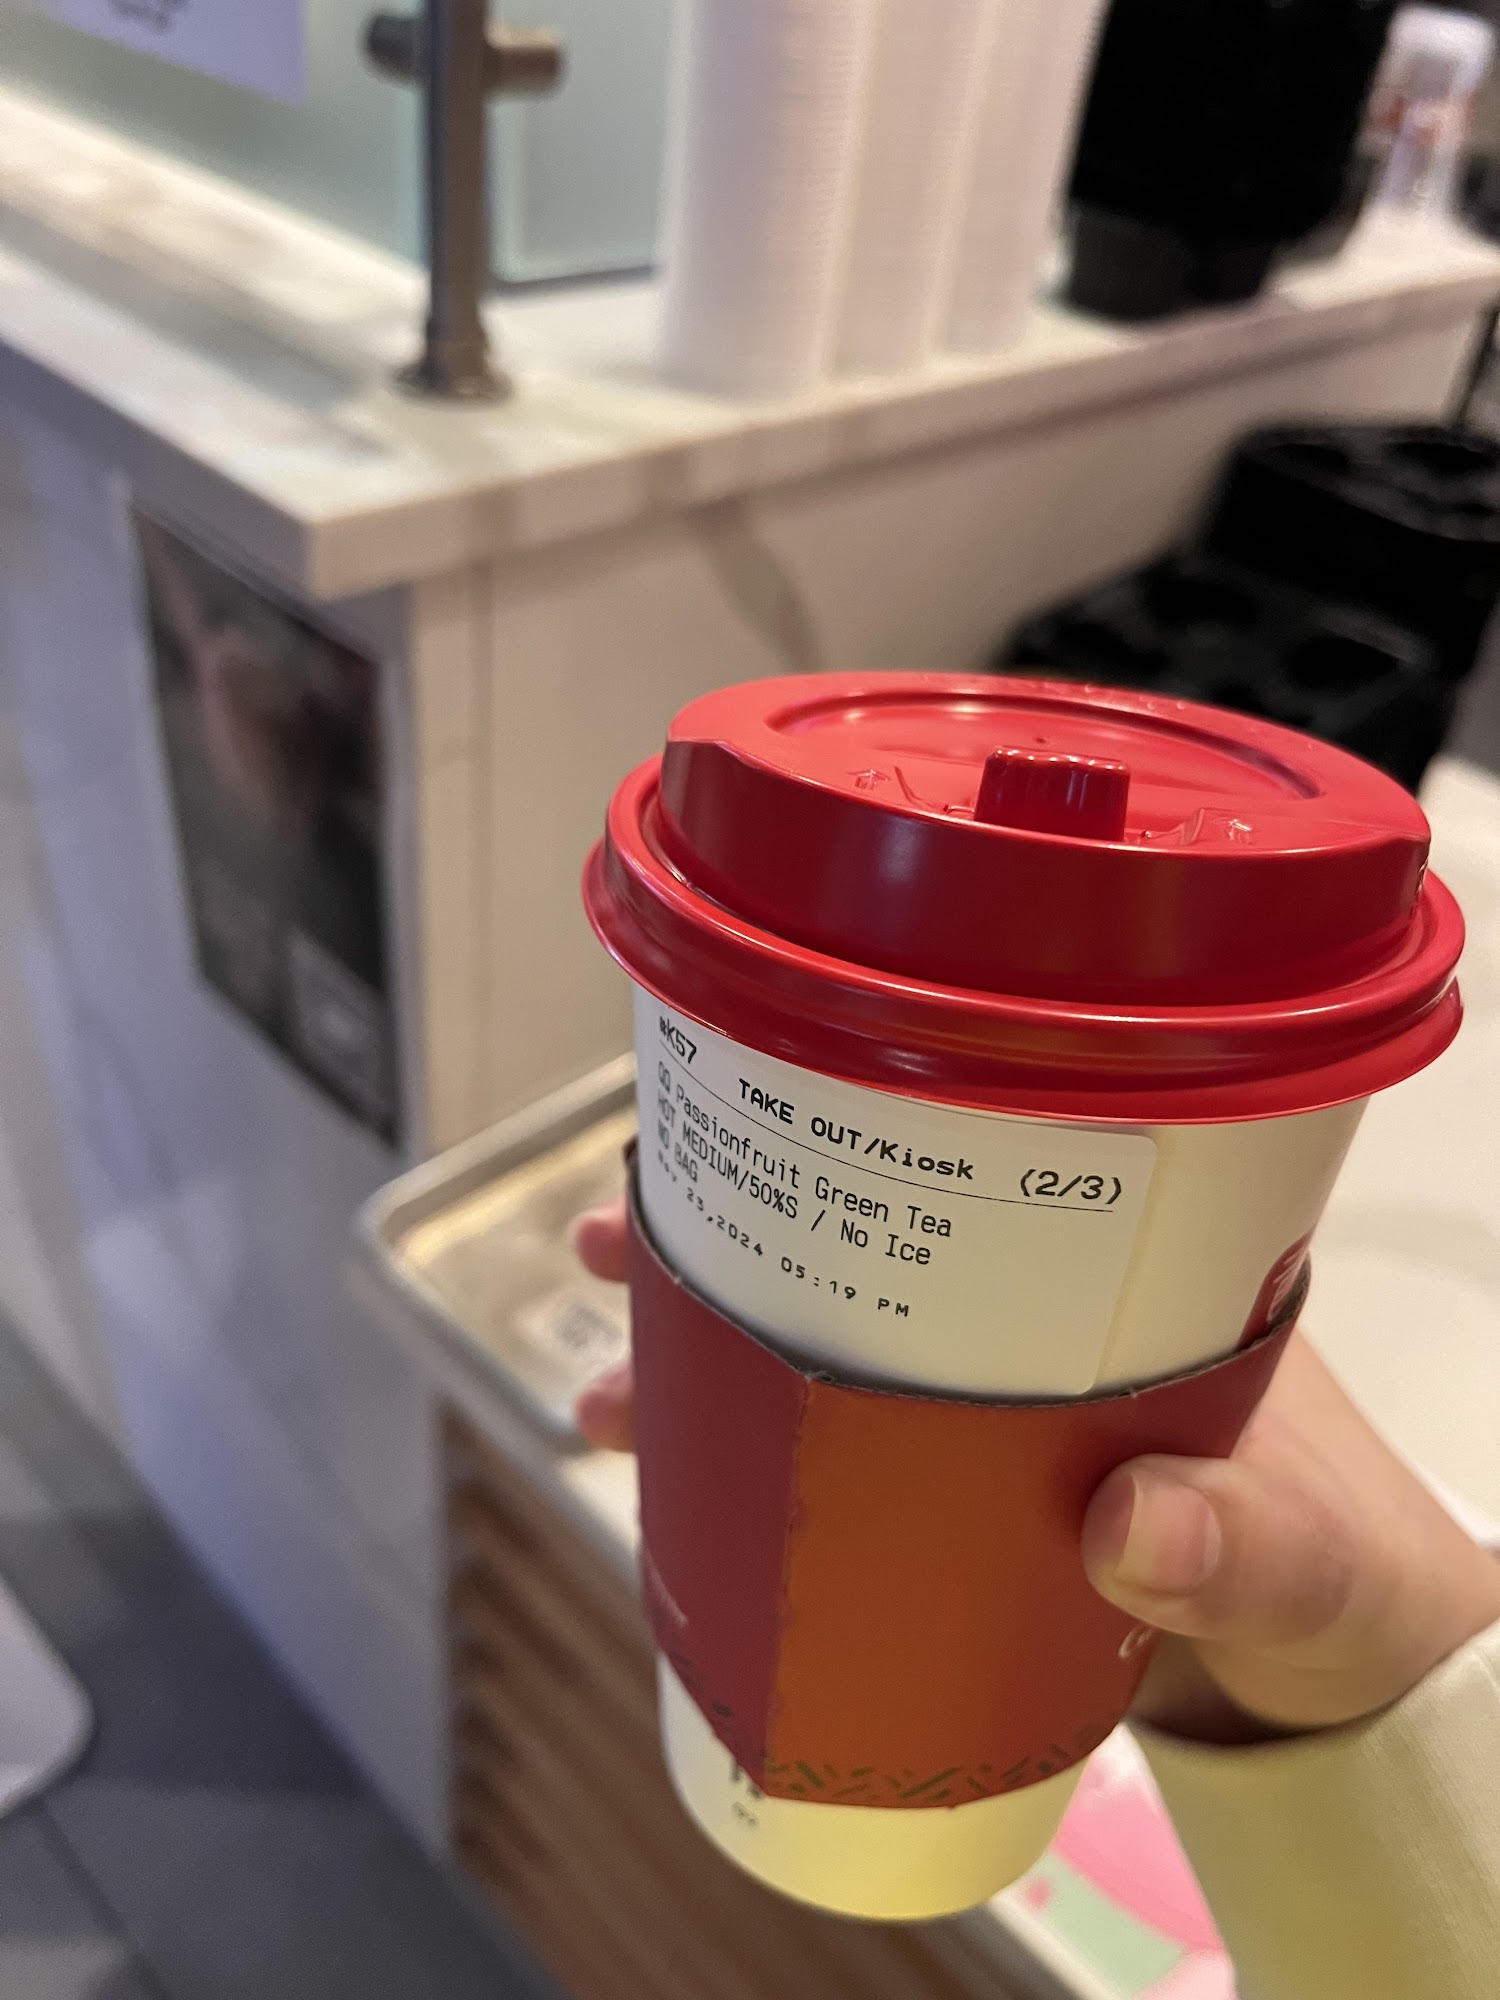 #K57
TAKE OUT/Kiosk (2/3)
QQ Passionfruit Green Tea
HOT MEDIUM/50%S / No Ice
NO BAG
Nov 23,2024 05:19 PM